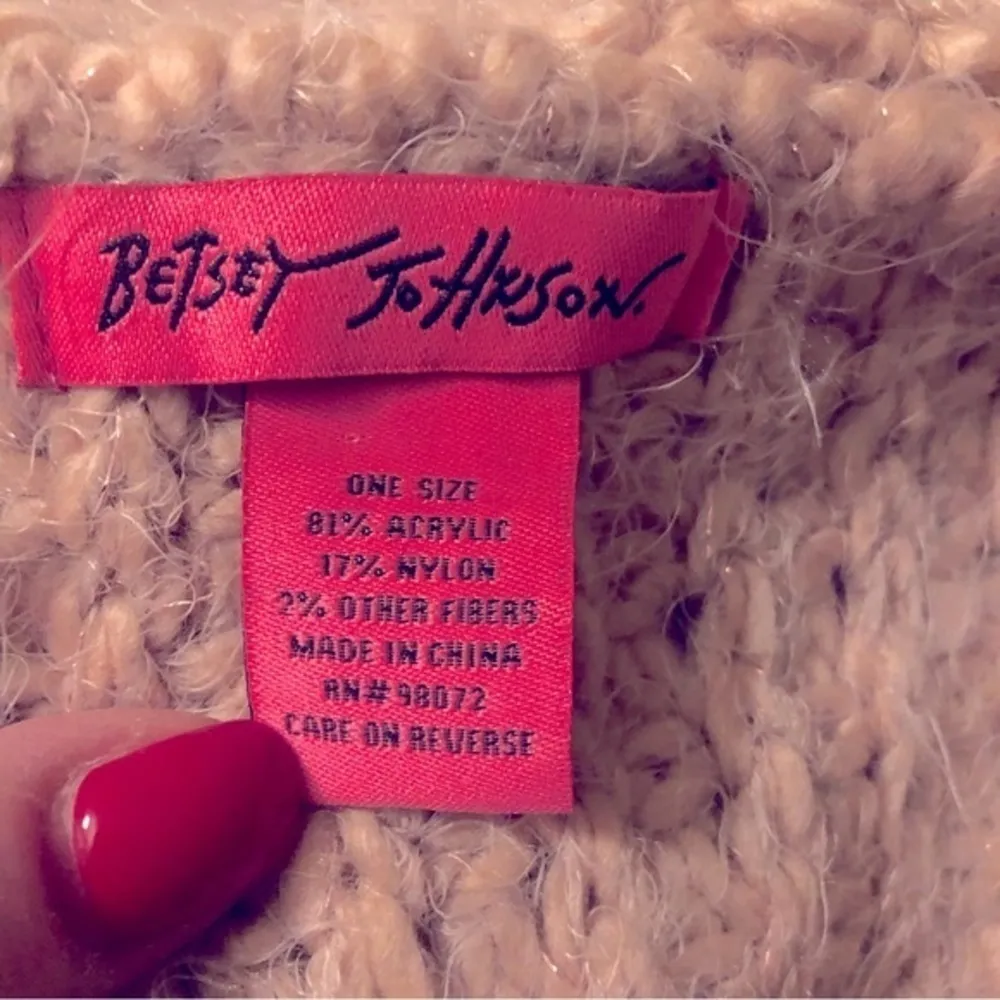 BETSEY JOHNSON.
ONE SIZE
81% ACRYLIC
17% NYLON
2% OTHER FIBERS
MADE IN CHINA
RN# 98072
CARE ON REVERSE